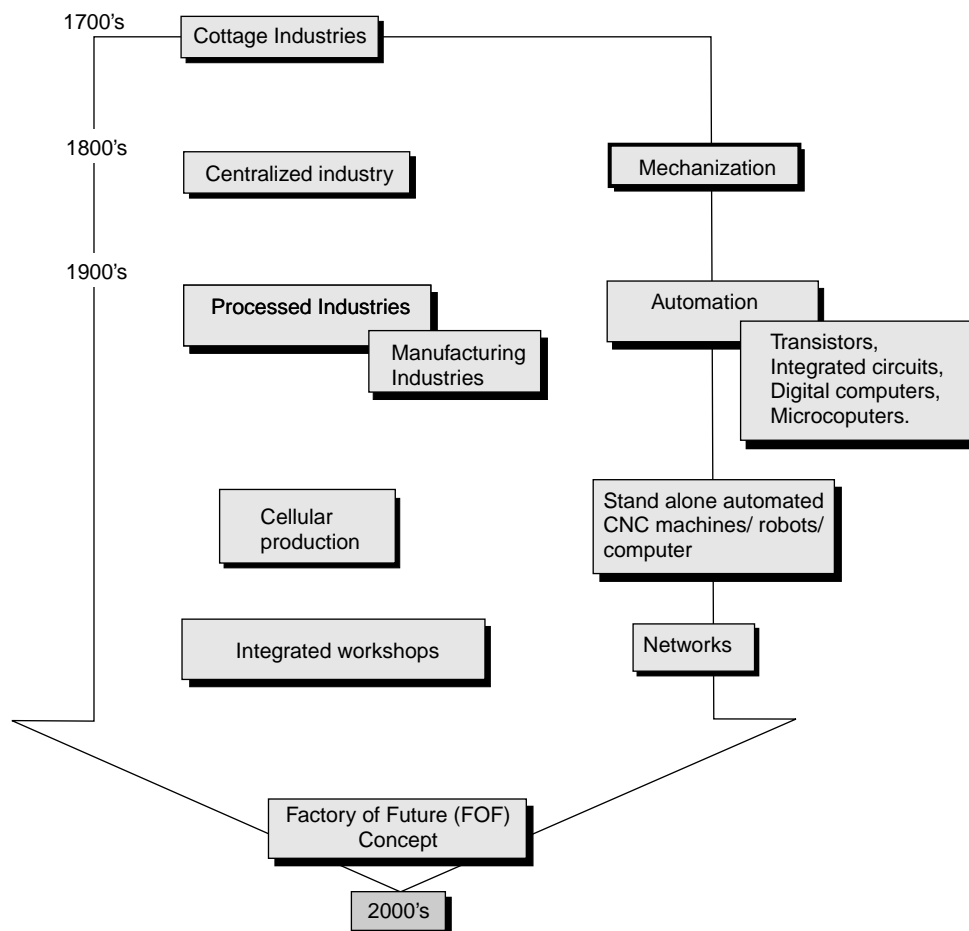 1700’s
Cottage Industries
1800’s
Centralized industry
Mechanization
1900’s
Processed Industries
Manufacturing
Industries
Automation
Transistors,
Integrated circuits,
Digital computers,
Microcoputers.
Cellular
production
Stand alone automated
CNC machines/ robots/
computer
Integrated workshops
Networks
Factory of Future (FOF)
Concept
2000’s